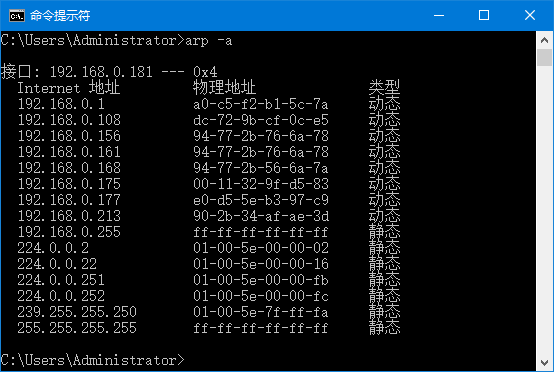 命令提示符
C:\Users\Administrator>arp -a
接口: 192.168.0.181 --- 0x4
Internet 地址 物理地址 类型
192.168.0.1 a0-c5-f2-b1-5c-7a 动态
192.168.0.108 dc-72-9b-cf-0c-e5 动态
192.168.0.156 94-77-2b-76-6a-78 动态
192.168.0.161 94-77-2b-76-6a-78 动态
192.168.0.168 94-77-2b-56-6a-7a 动态
192.168.0.175 00-11-32-9f-d5-83 动态
192.168.0.177 e0-d5-5e-b3-97-c9 动态
192.168.0.213 90-2b-34-af-ae-3d 动态
192.168.0.255 ff-ff-ff-ff-ff-ff 静态
224.0.0.2 01-00-5e-00-00-02 静态
224.0.0.22 01-00-5e-00-00-16 静态
224.0.0.251 01-00-5e-00-00-fb 静态
224.0.0.252 01-00-5e-00-00-fc 静态
239.255.255.250 01-00-5e-7f-ff-fa 静态
255.255.255.255 ff-ff-ff-ff-ff-ff 静态
C:\Users\Administrator>